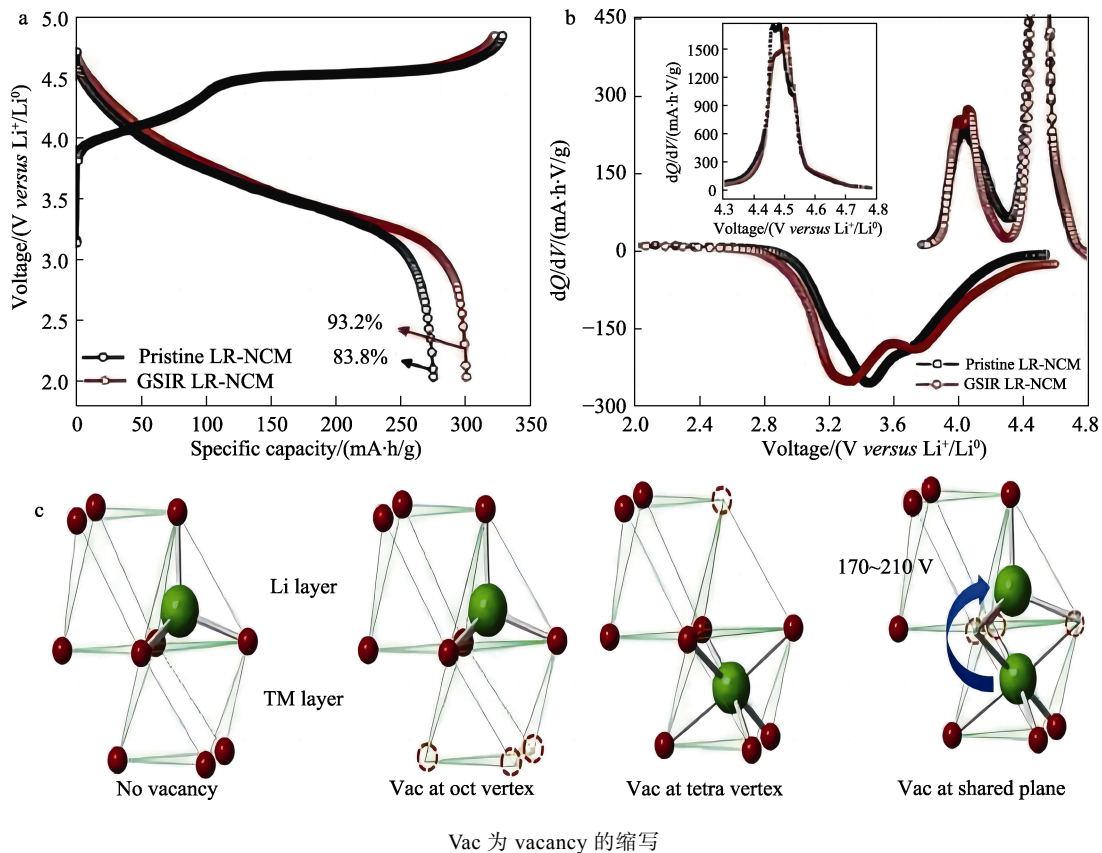 a
5.0
4.5
4.0
3.5
3.0
2.5
2.0
Voltage/(V versus Li⁺/Li⁰)
93.2%
83.8%
Pristine LR-NCM
GSIR LR-NCM
0 50 100 150 200 250 300 350
Specific capacity/(mA·h/g)
b
450
300
150
0
−150
−300
dQ/dV/(mA·h·V/g)
1500
1200
900
600
300
0
dQ/dV/(mA·h·V/g)
4.3 4.4 4.5 4.6 4.7 4.8
Voltage/(V versus Li⁺/Li⁰)
Pristine LR-NCM
GSIR LR-NCM
2.0 2.4 2.8 3.2 3.6 4.0 4.4 4.8
Voltage/(V versus Li⁺/Li⁰)
c
Li layer
TM layer
170~210 V
No vacancy
Vac at oct vertex
Vac at tetra vertex
Vac at shared plane
Vac 为 vacancy 的缩写